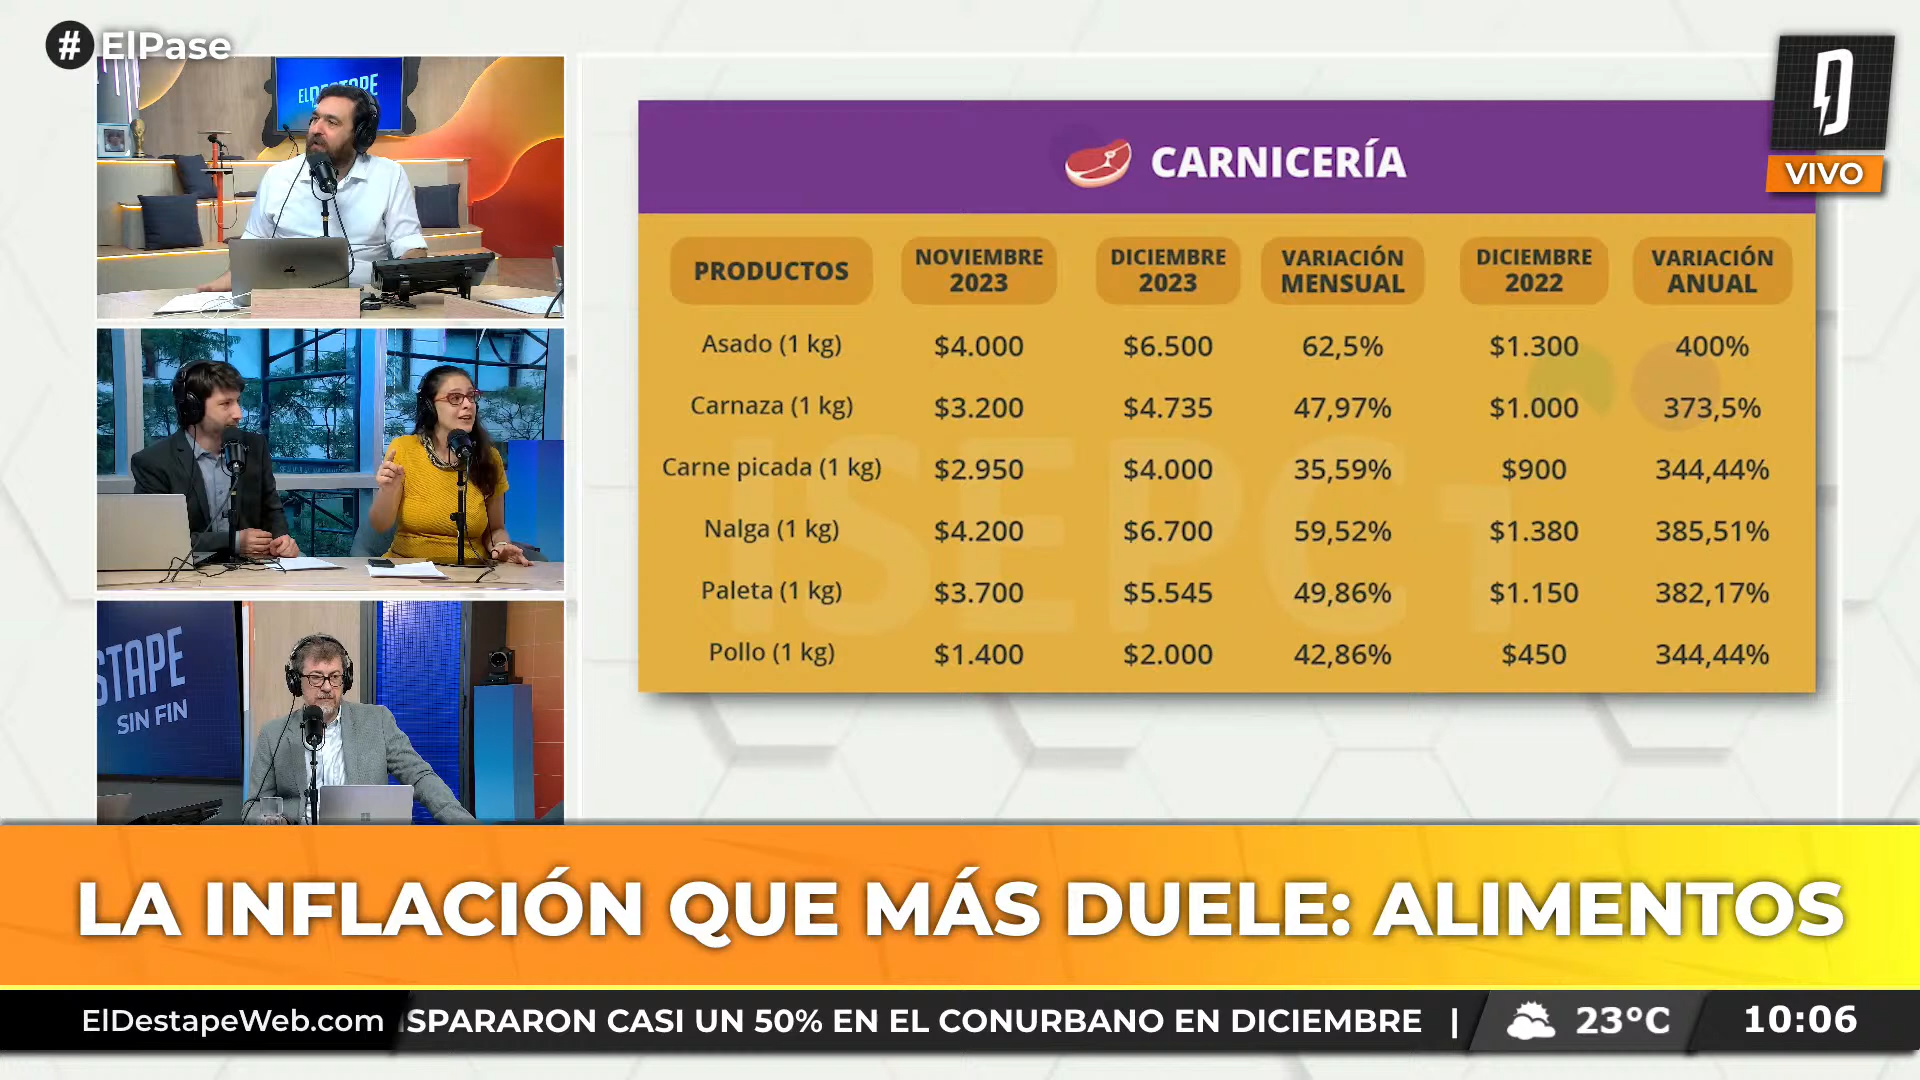 # ElPase
VIVO
EL DESTAPE
CARNICERÍA
PRODUCTOS NOVIEMBRE 2023 DICIEMBRE 2023 VARIACIÓN MENSUAL DICIEMBRE 2022 VARIACIÓN ANUAL
Asado (1 kg) $4.000 $6.500 62,5% $1.300 400%
Carnaza (1 kg) $3.200 $4.735 47,97% $1.000 373,5%
Carne picada (1 kg) $2.950 $4.000 35,59% $900 344,44%
Nalga (1 kg) $4.200 $6.700 59,52% $1.380 385,51%
Paleta (1 kg) $3.700 $5.545 49,86% $1.150 382,17%
Pollo (1 kg) $1.400 $2.000 42,86% $450 344,44%
ISEPCi
STAPE
SIN FIN
LA INFLACIÓN QUE MÁS DUELE: ALIMENTOS
ElDestapeWeb.com
SPARARON CASI UN 50% EN EL CONURBANO EN DICIEMBRE |
23°C
10:06